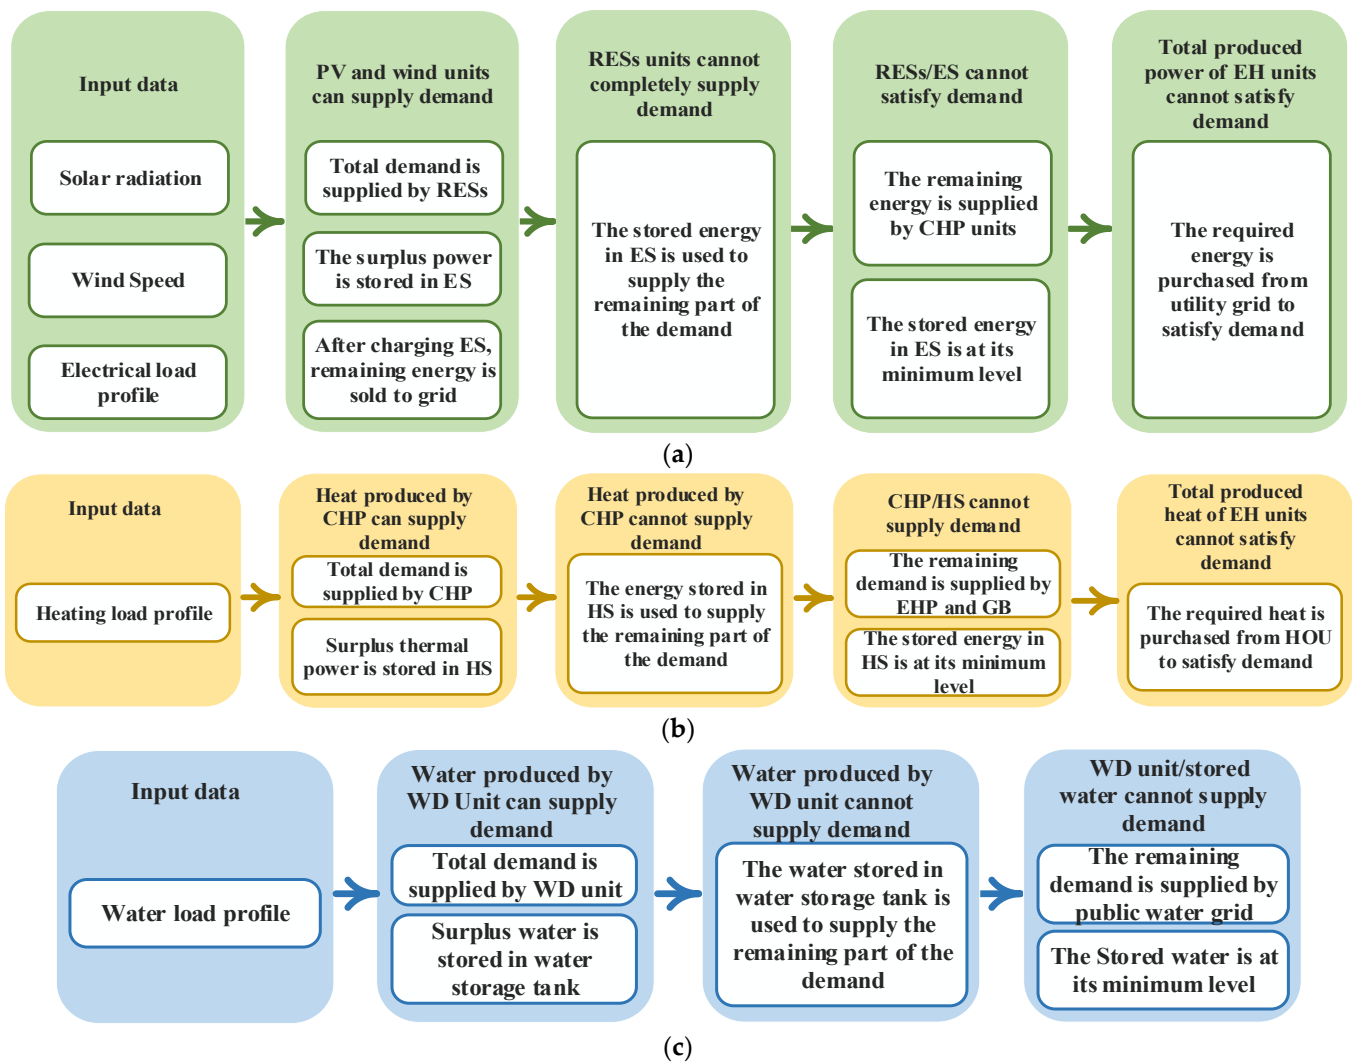 Input data
Solar radiation
Wind Speed
Electrical load
profile
PV and wind units
can supply demand
Total demand is
supplied by RESs
The surplus power
is stored in ES
After charging ES,
remaining energy is
sold to grid
RESs units cannot
completely supply
demand
The stored energy
in ES is used to
supply the
remaining part of
the demand
RESs/ES cannot
satisfy demand
The remaining
energy is supplied
by CHP units
The stored energy
in ES is at its
minimum level
Total produced
power of EH units
cannot satisfy
demand
The required
energy is
purchased from
utility grid to
satisfy demand
(a)
Input data
Heating load profile
Heat produced by
CHP can supply
demand
Total demand is
supplied by CHP
Surplus thermal
power is stored in HS
Heat produced by
CHP cannot supply
demand
The energy stored in
HS is used to supply
the remaining part of
the demand
CHP/HS cannot
supply demand
The remaining
demand is supplied by
EHP and GB
The stored energy in
HS is at its minimum
level
Total produced
heat of EH units
cannot satisfy
demand
The required heat is
purchased from HOU
to satisfy demand
(b)
Input data
Water load profile
Water produced by
WD Unit can supply
demand
Total demand is
supplied by WD unit
Surplus water is
stored in water
storage tank
Water produced by
WD unit cannot
supply demand
The water stored in
water storage tank is
used to supply the
remaining part of the
demand
WD unit/stored
water cannot supply
demand
The remaining
demand is supplied by
public water grid
The Stored water is at
its minimum level
(c)